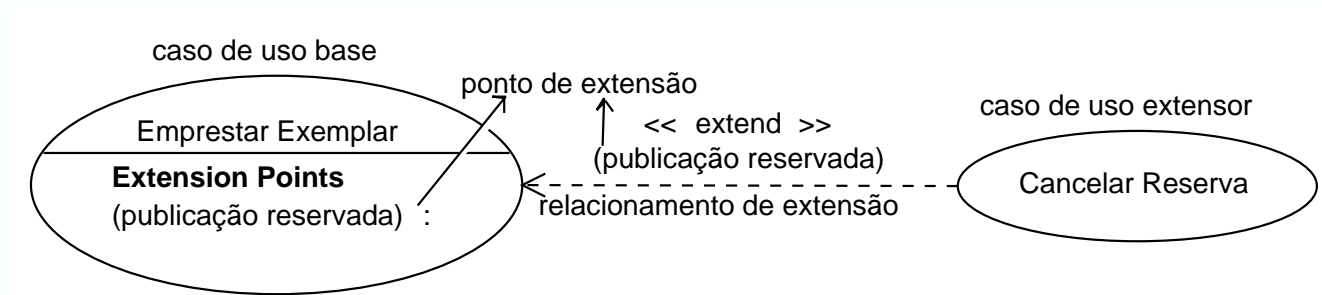 caso de uso base
ponto de extensão
caso de uso extensor
Emprestar Exemplar
<< extend >>
(publicação reservada)
Extension Points
(publicação reservada) :
relacionamento de extensão
Cancelar Reserva